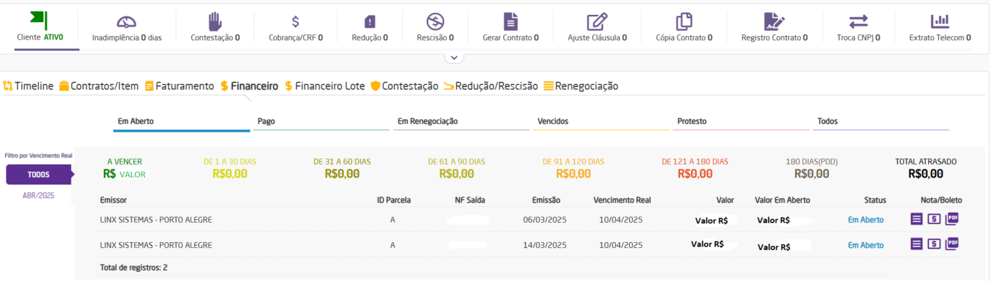 Cliente ATIVO Inadimplência 0 dias Contestação 0 Cobrança/CRF 0 Redução 0 Rescisão 0 Gerar Contrato 0 Ajuste Cláusula 0 Cópia Contrato 0 Registro Contrato 0 Troca CNPJ 0 Extrato Telecom 0
Timeline Contratos/Item Faturamento Financeiro Financeiro Lote Contestação Redução/Rescisão Renegociação
Em Aberto Pago Em Renegociação Vencidos Protesto Todos
Filtro por Vencimento Real
TODOS
ABR/2025
A VENCER DE 1 A 30 DIAS DE 31 A 60 DIAS DE 61 A 90 DIAS DE 91 A 120 DIAS DE 121 A 180 DIAS 180 DIAS(PDD) TOTAL ATRASADO
R$ VALOR R$0,00 R$0,00 R$0,00 R$0,00 R$0,00 R$0,00 R$0,00
Emissor ID Parcela NF Saída Emissão Vencimento Real Valor Valor Em Aberto Status Nota/Boleto
LINX SISTEMAS - PORTO ALEGRE A 06/03/2025 10/04/2025 Valor R$ Valor R$ Em Aberto PDF
LINX SISTEMAS - PORTO ALEGRE A 14/03/2025 10/04/2025 Valor R$ Valor R$ Em Aberto PDF
Total de registros: 2